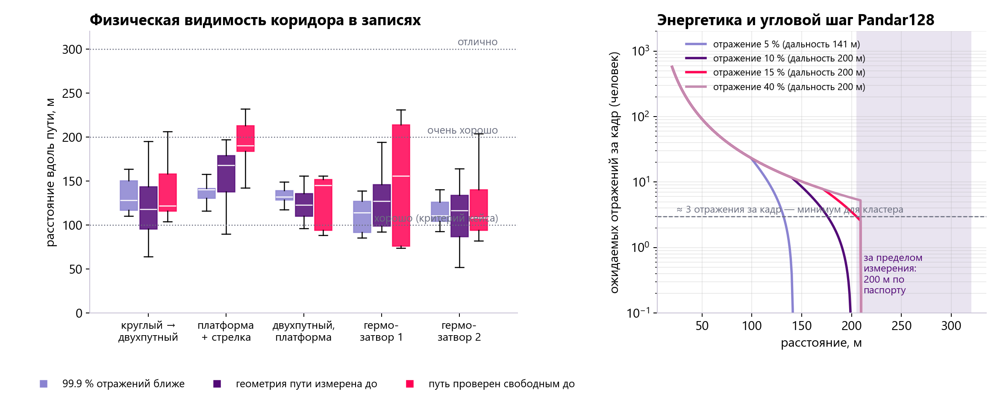 Физическая видимость коридора в записях
расстояние вдоль пути, м
300
250
200
150
100
50
0
отлично
очень хорошо
хорошо (критерий кейса)
круглый →
двухпутный
платформа
+ стрелка
двухпутный,
платформа
гермо-
затвор 1
гермо-
затвор 2
99.9 % отражений ближе
геометрия пути измерена до
путь проверен свободным до
Энергетика и угловой шаг Pandar128
ожидаемых отражений за кадр (человек)
10³
10²
10¹
10⁰
10⁻¹
отражение 5 % (дальность 141 м)
отражение 10 % (дальность 200 м)
отражение 15 % (дальность 200 м)
отражение 40 % (дальность 200 м)
≈ 3 отражения за кадр — минимум для кластера
за пределом
измерения:
200 м по
паспорту
50
100
150
200
250
300
расстояние, м